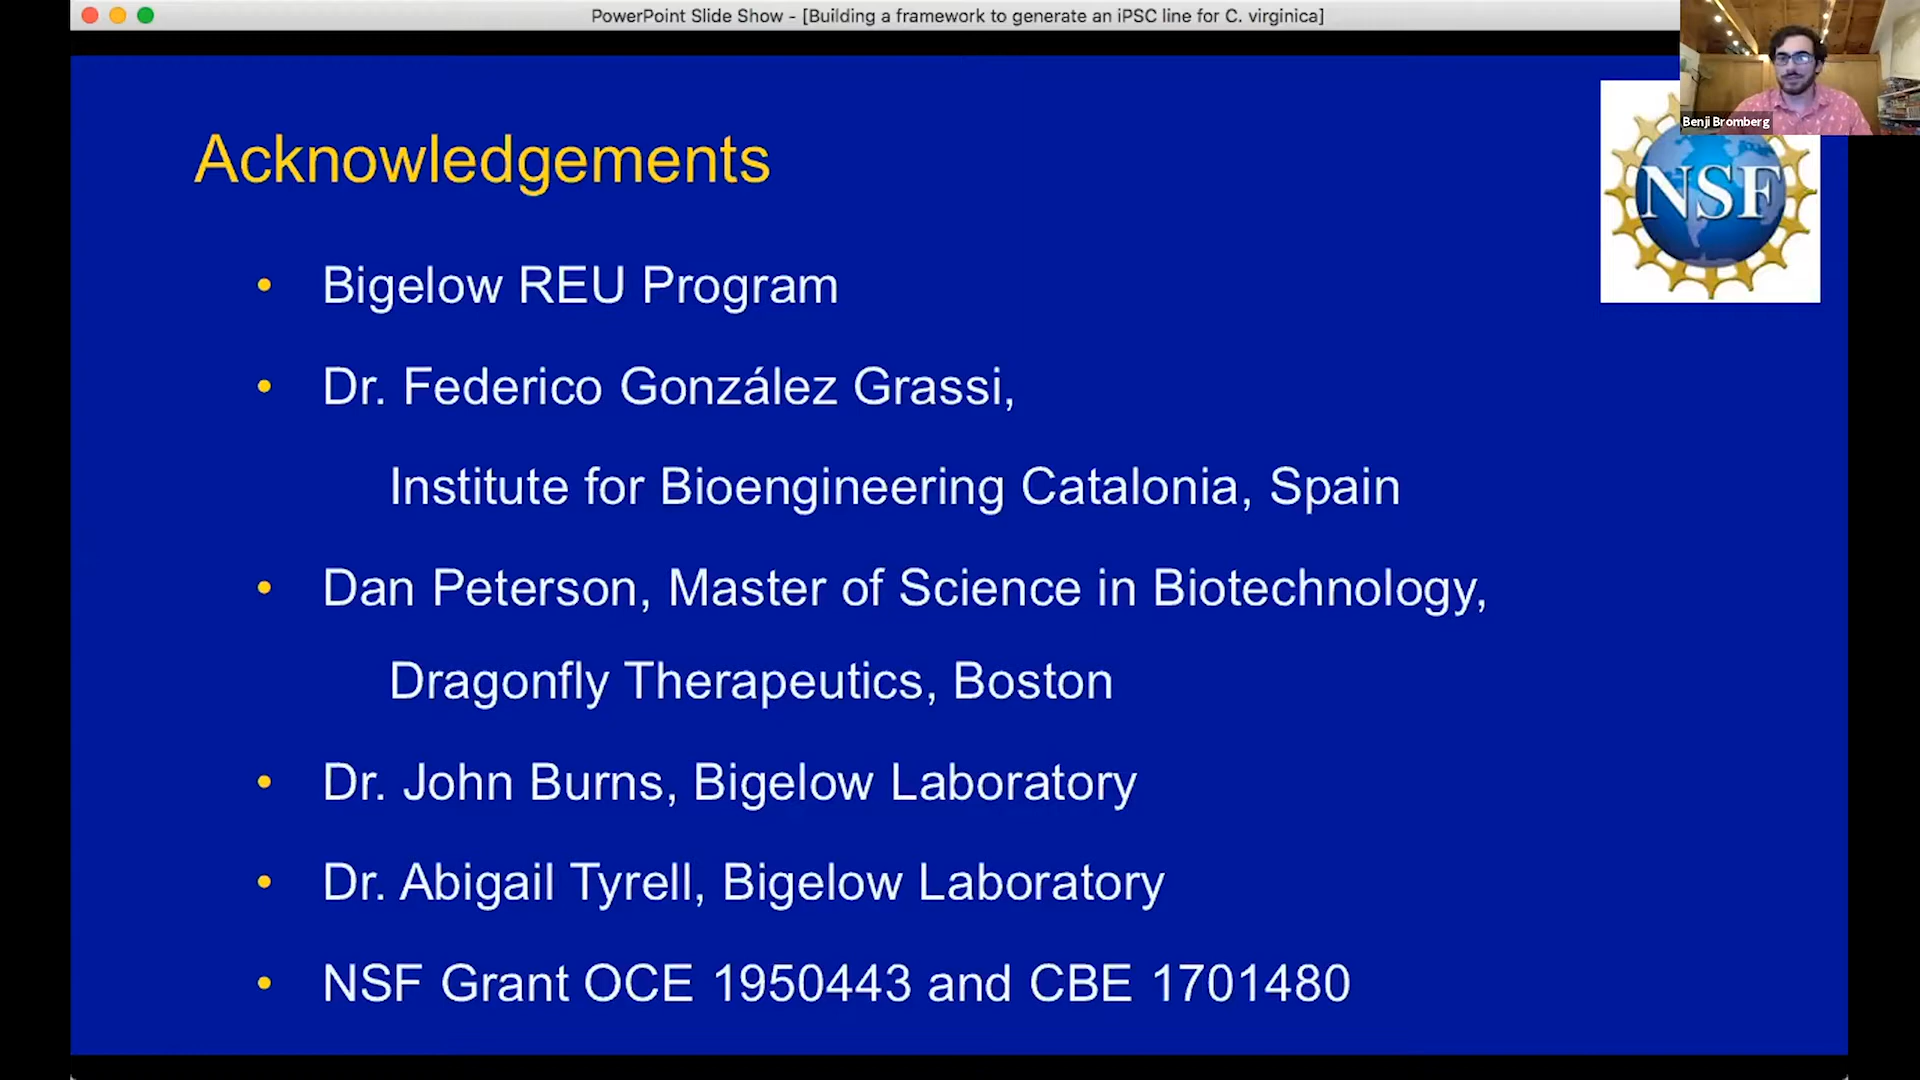 PowerPoint Slide Show - [Building a framework to generate an iPSC line for C. virginica]
Benji Bromberg
NSF
Acknowledgements
• Bigelow REU Program
• Dr. Federico González Grassi,
Institute for Bioengineering Catalonia, Spain
• Dan Peterson, Master of Science in Biotechnology,
Dragonfly Therapeutics, Boston
• Dr. John Burns, Bigelow Laboratory
• Dr. Abigail Tyrell, Bigelow Laboratory
• NSF Grant OCE 1950443 and CBE 1701480